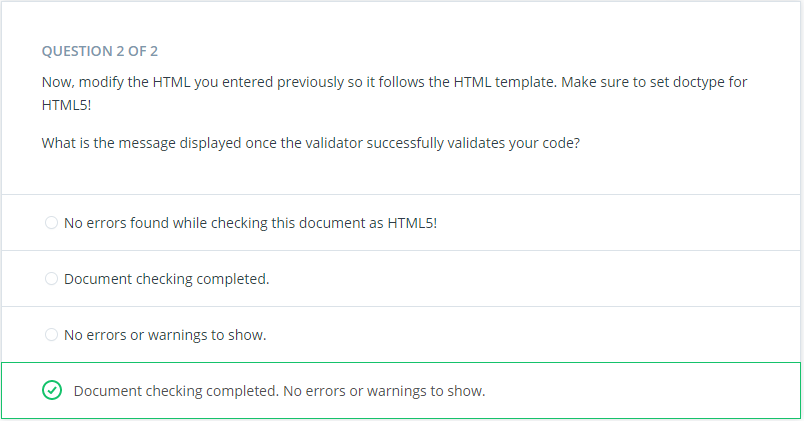 QUESTION 2 OF 2
Now, modify the HTML you entered previously so it follows the HTML template. Make sure to set doctype for
HTML5!
What is the message displayed once the validator successfully validates your code?
No errors found while checking this document as HTML5!
Document checking completed.
No errors or warnings to show.
Document checking completed. No errors or warnings to show.